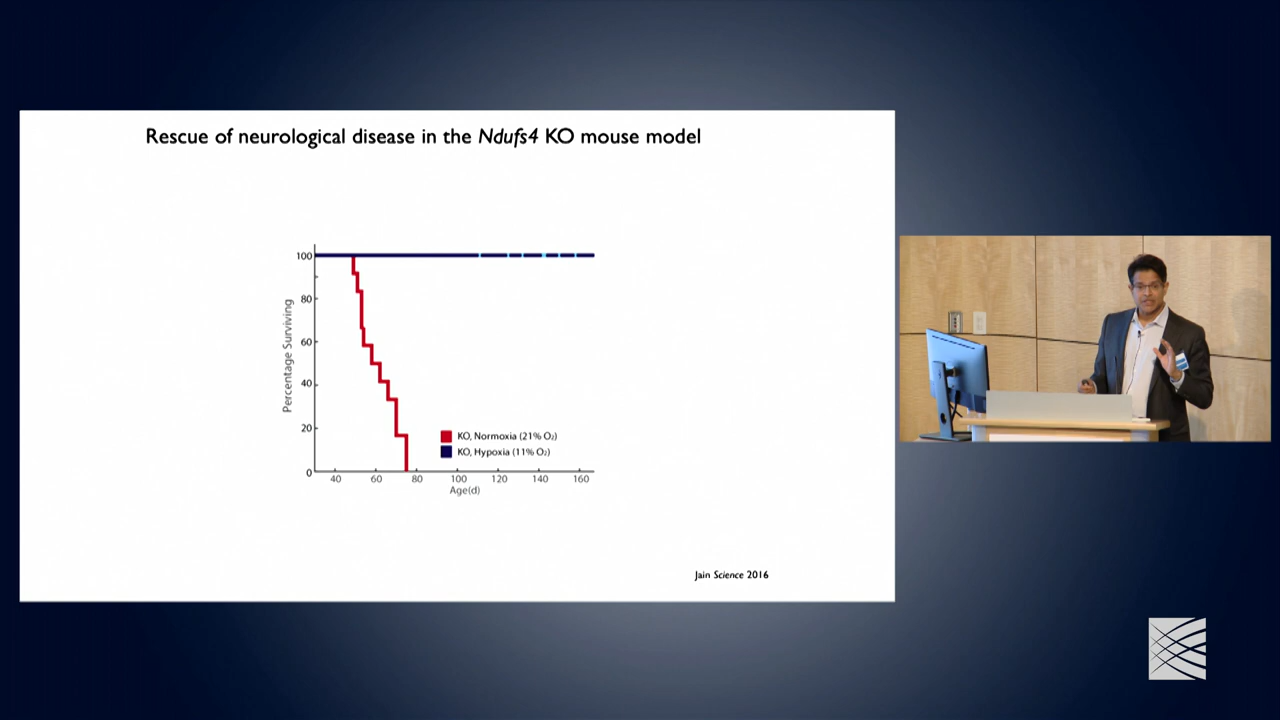 Rescue of neurological disease in the Ndufs4 KO mouse model
100
80
60
40
20
0
Percentage Surviving
KO, Normoxia (21% O₂)
KO, Hypoxia (11% O₂)
40 60 80 100 120 140 160
Age(d)
Jain Science 2016